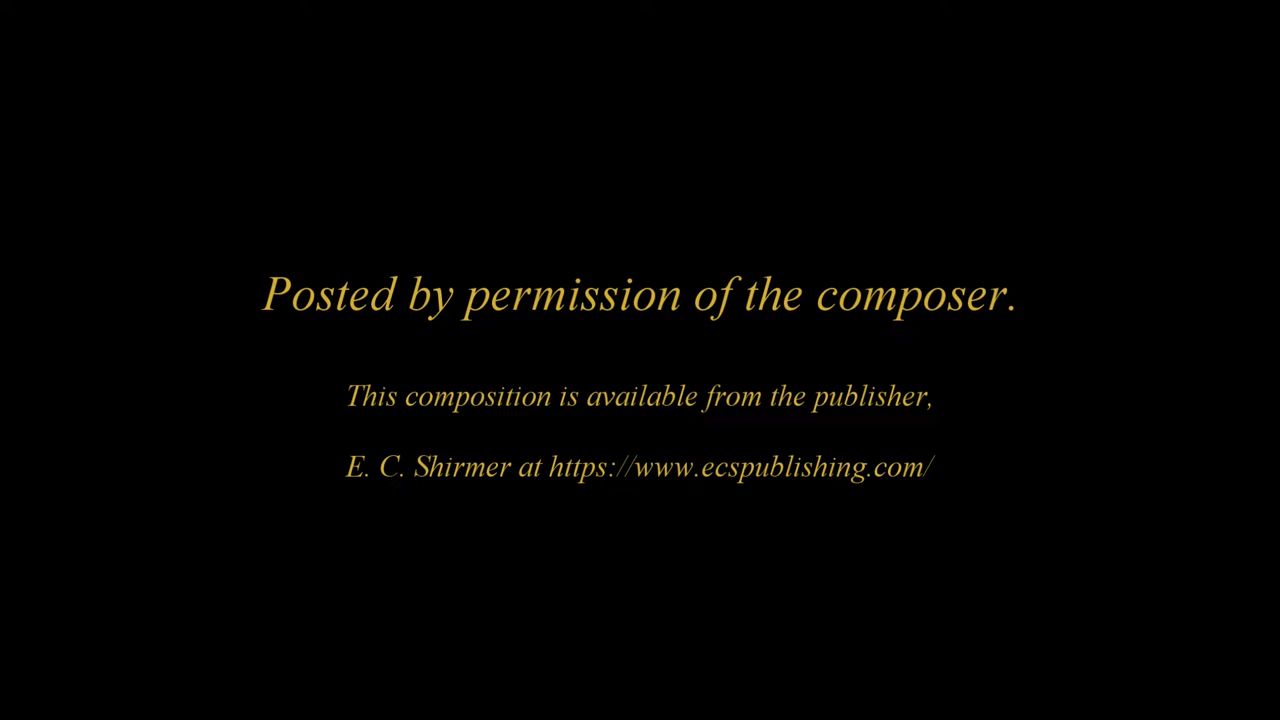 Posted by permission of the composer.
This composition is available from the publisher,
E. C. Shirmer at https://www.ecspublishing.com/